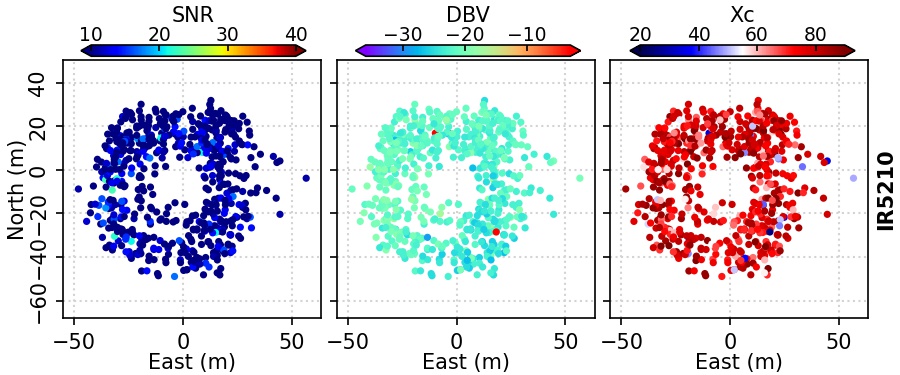 SNR DBV Xc
10 20 30 40 −30 −20 −10 20 40 60 80
40
20
0
−20
−40
−60
North (m)
IR5210
−50 0 50 −50 0 50 −50 0 50
East (m) East (m) East (m)